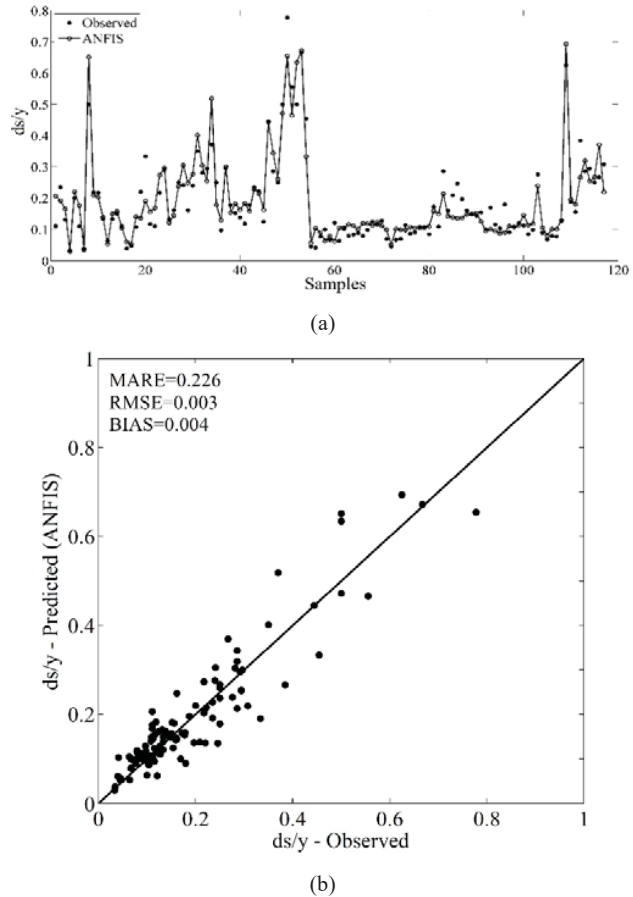 0.8
0.7
0.6
0.5
0.4
0.3
0.2
0.1
0
ds/y
Observed
ANFIS
1 20 40 60 80 100 120
Samples
(a)
1
0.8
0.6
0.4
0.2
0
ds/y - Predicted (ANFIS)
MARE=0.226
RMSE=0.003
BIAS=0.004
0 0.2 0.4 0.6 0.8 1
ds/y - Observed
(b)